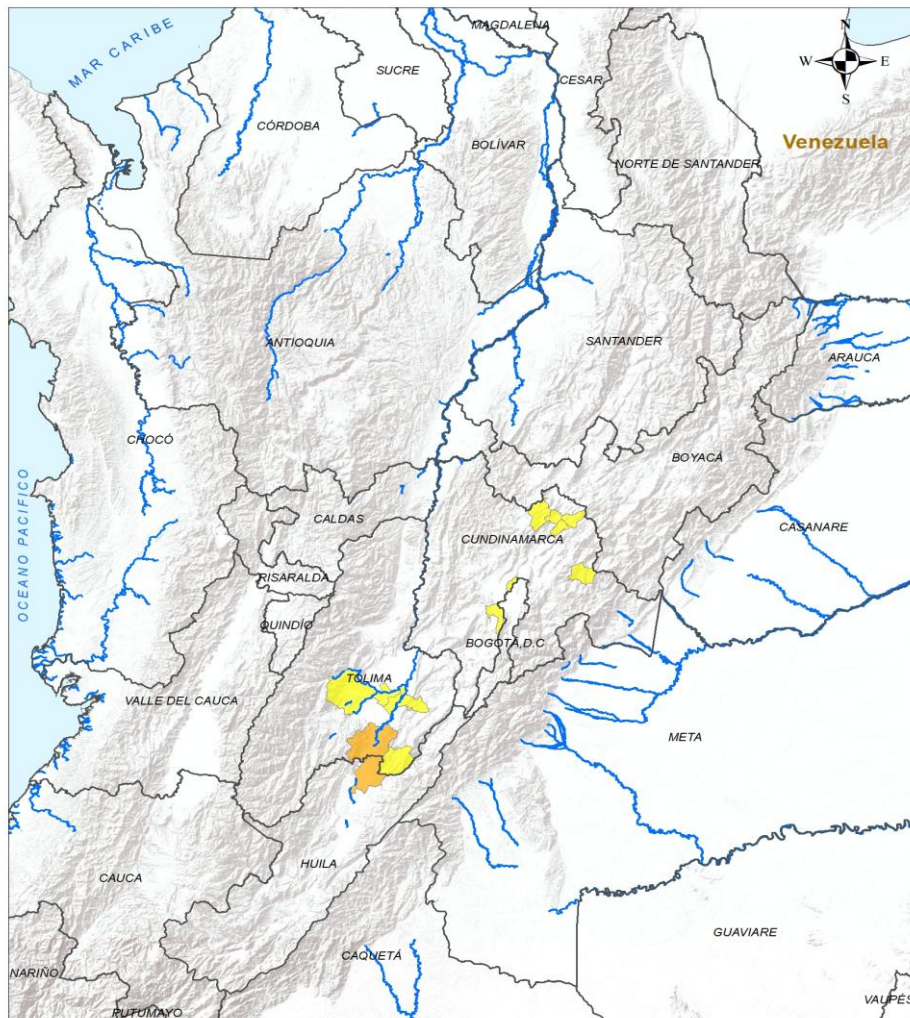 MAGDALENA
MAR CARIBE
N
W
E
S
SUCRE
CESAR
CÓRDOBA
BOLÍVAR
Venezuela
NORTE DE SANTANDER
ANTIOQUIA
SANTANDER
ARAUCA
CHOCÓ
BOYACÁ
OCEANO PACIFICO
CALDAS
CUNDINAMARCA
CASANARE
RISARALDA
QUINDÍO
BOGOTÁ, D.C
TOLIMA
VALLE DEL CAUCA
META
HUILA
CAUCA
GUAVIARE
CAQUETÁ
NARIÑO
PUTUMAYO
VAUPÉS